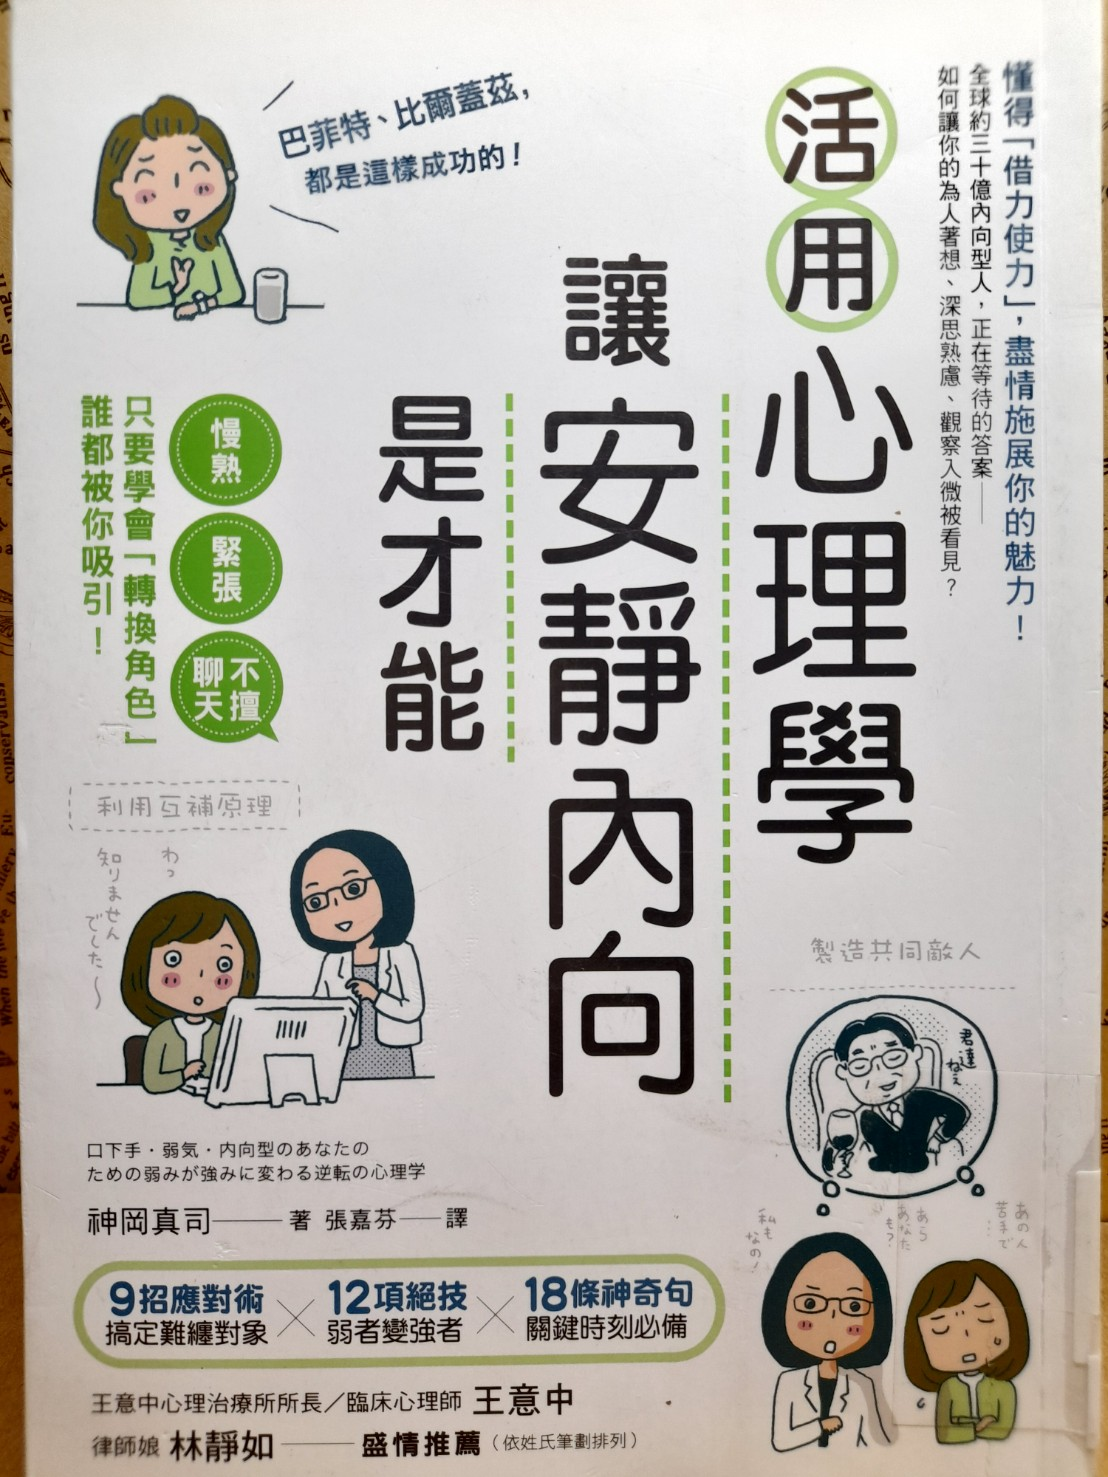 懂得「借力使力」，盡情施展你的魅力！
全球約三十億內向型人，正在等待的答案——
如何讓你的為人著想、深思熟慮、觀察入微被看見？
活用心理學
讓安靜內向
是才能
巴菲特、比爾蓋茲，
都是這樣成功的！
慢熟
緊張
不擅聊天
只要學會「轉換角色」
誰都被你吸引！
利用互補原理
わっ
知りません
でした～
製造共同敵人
君達
ねぇ
あの人
苦手で
…
あら
あなた
も？
私も
なの！
口下手・弱気・内向型のあなたの
ための弱みが強みに変わる逆転の心理学
神岡真司——著 張嘉芬——譯
9招應對術
搞定難纏對象
12項絕技
弱者變強者
18條神奇句
關鍵時刻必備
王意中心理治療所所長／臨床心理師 王意中
律師娘 林靜如——盛情推薦（依姓氏筆劃排列）